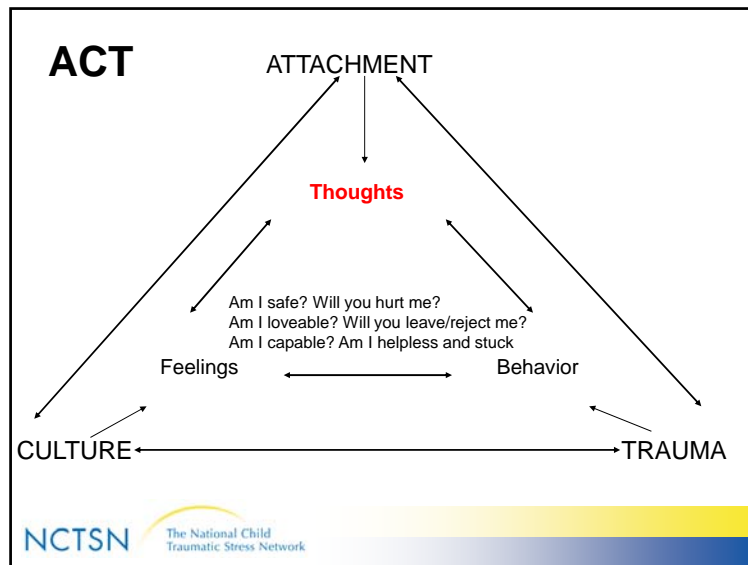 ACT
ATTACHMENT
Thoughts
Am I safe? Will you hurt me?
Am I loveable? Will you leave/reject me?
Am I capable? Am I helpless and stuck
Feelings
Behavior
CULTURE
TRAUMA
NCTSN
The National Child
Traumatic Stress Network